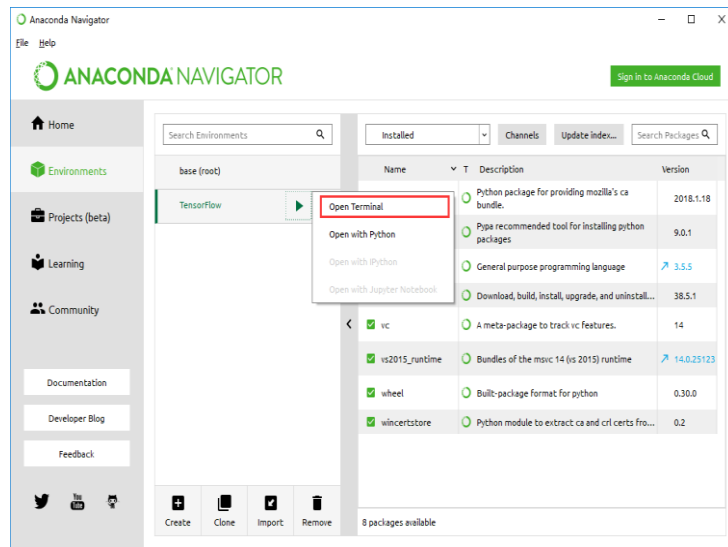 Anaconda Navigator
File Help
ANACONDA NAVIGATOR
Sign in to Anaconda Cloud
Home
Environments
Projects (beta)
Learning
Community
Documentation
Developer Blog
Feedback
You Tube
Search Environments
base (root)
TensorFlow
Open Terminal
Open with Python
Open with IPython
Open with Jupyter Notebook
Create Clone Import Remove
Installed Channels Update index... Search Packages
Name T Description Version
Python package for providing mozilla's ca bundle. 2018.1.18
Pypa recommended tool for installing python packages 9.0.1
General purpose programming language 3.5.5
Download, build, install, upgrade, and uninstall... 38.5.1
vc A meta-package to track vc features. 14
vs2015_runtime Bundles of the msvc 14 (vs 2015) runtime 14.0.25123
wheel Built-package format for python 0.30.0
wincertstore Python module to extract ca and crl certs fro... 0.2
8 packages available